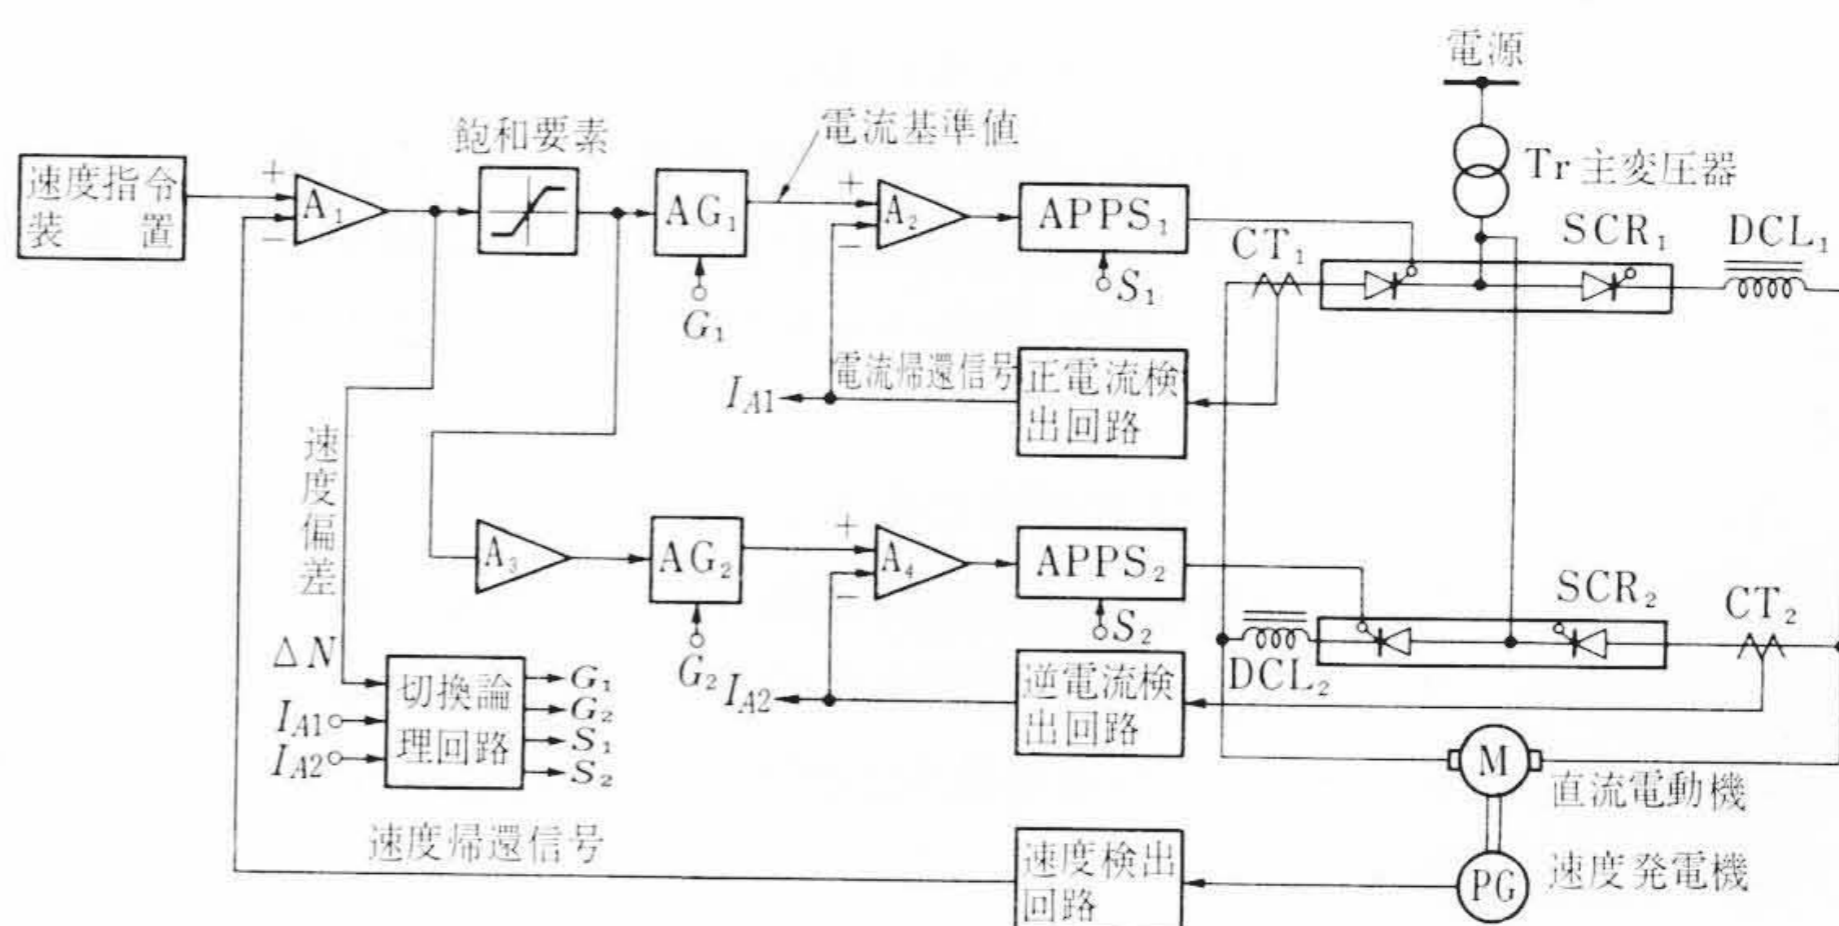 電源
Tr 主変圧器
速度指令
装置
+
−
A₁
飽和要素
AG₁
G₁
電流基準値
+
−
A₂
APPS₁
S₁
CT₁
SCR₁
DCL₁
電流帰還信号
I_A1
正電流検
出回路
速度偏差
A₃
AG₂
G₂
+
−
A₄
APPS₂
S₂
SCR₂
CT₂
DCL₂
I_A2
逆電流検
出回路
ΔN
I_A1
I_A2
切換論
理回路
G₁
G₂
S₁
S₂
M
直流電動機
速度帰還信号
速度検出
回路
PG
速度発電機